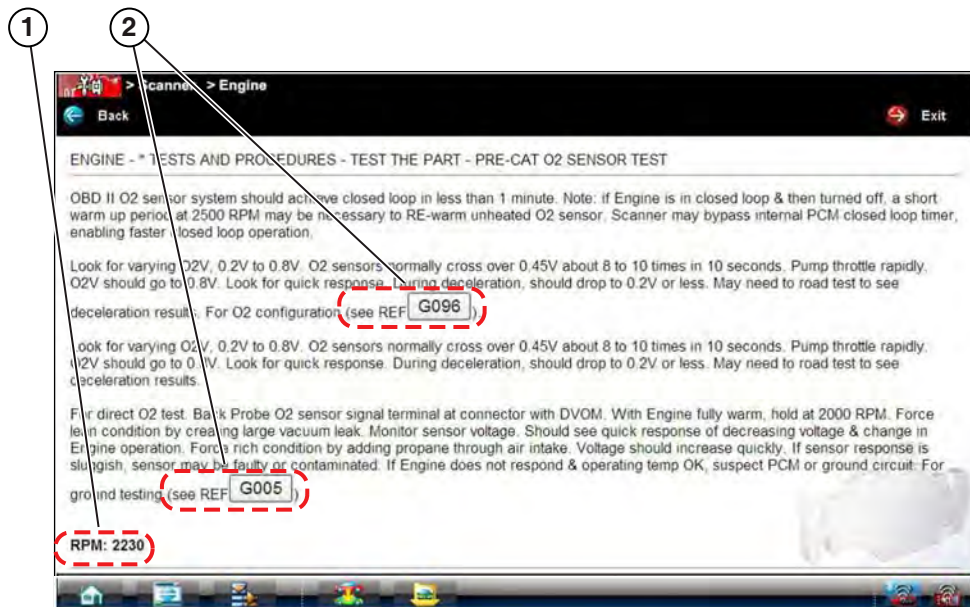 1 2
> Scanner > Engine
Back Exit
ENGINE - * TESTS AND PROCEDURES - TEST THE PART - PRE-CAT O2 SENSOR TEST
OBD II O2 sensor system should achieve closed loop in less than 1 minute. Note: if Engine is in closed loop & then turned off, a short
warm up period at 2500 RPM may be necessary to RE-warm unheated O2 sensor. Scanner may bypass internal PCM closed loop timer,
enabling faster closed loop operation.
Look for varying O2V, 0.2V to 0.8V. O2 sensors normally cross over 0.45V about 8 to 10 times in 10 seconds. Pump throttle rapidly.
O2V should go to 0.8V. Look for quick response. During deceleration, should drop to 0.2V or less. May need to road test to see
deceleration results. For O2 configuration (see REF G096 ).
Look for varying O2V, 0.2V to 0.8V. O2 sensors normally cross over 0.45V about 8 to 10 times in 10 seconds. Pump throttle rapidly.
O2V should go to 0.8V. Look for quick response. During deceleration, should drop to 0.2V or less. May need to road test to see
deceleration results.
For direct O2 test. Back Probe O2 sensor signal terminal at connector with DVOM. With Engine fully warm, hold at 2000 RPM. Force
lean condition by creating large vacuum leak. Monitor sensor voltage. Should see quick response of decreasing voltage & change in
Engine operation. Force rich condition by adding propane through air intake. Voltage should increase quickly. If sensor response is
sluggish, sensor may be faulty or contaminated. If Engine does not respond & operating temp OK, suspect PCM or ground circuit. For
ground testing (see REF G005 )
RPM: 2230